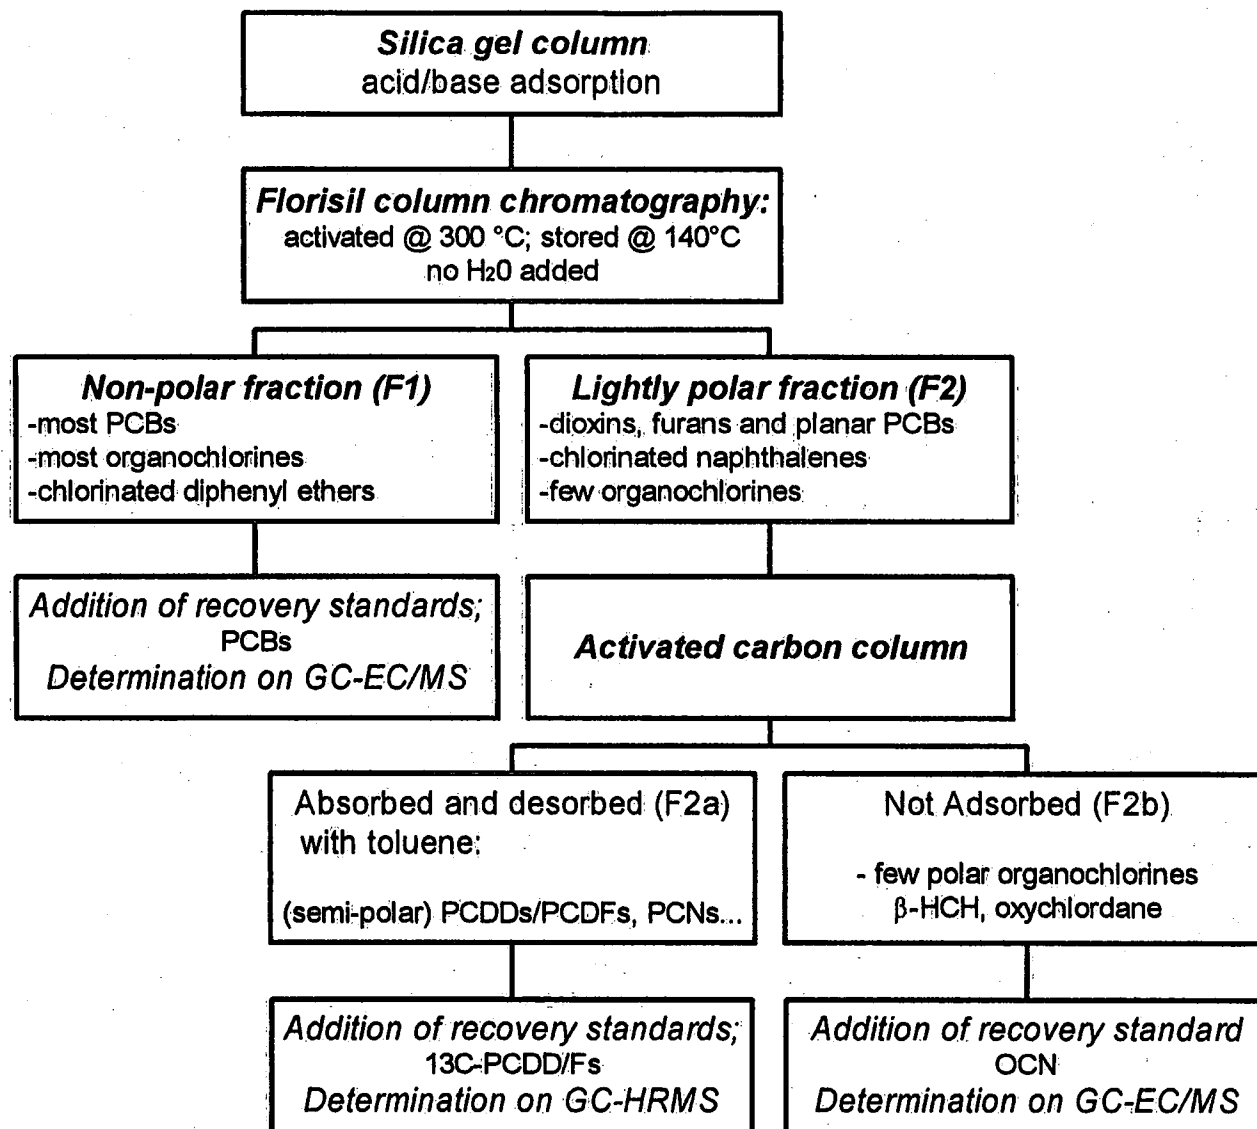 Silica gel column
acid/base adsorption
Florisil column chromatography:
activated @ 300 °C; stored @ 140°C
no H₂0 added
Non-polar fraction (F1)
-most PCBs
-most organochlorines
-chlorinated diphenyl ethers
Lightly polar fraction (F2)
-dioxins, furans and planar PCBs
-chlorinated naphthalenes
-few organochlorines
Addition of recovery standards;
PCBs
Determination on GC-EC/MS
Activated carbon column
Absorbed and desorbed (F2a)
with toluene:
(semi-polar) PCDDs/PCDFs, PCNs...
Not Adsorbed (F2b)
- few polar organochlorines
β-HCH, oxychlordane
Addition of recovery standards;
13C-PCDD/Fs
Determination on GC-HRMS
Addition of recovery standard
OCN
Determination on GC-EC/MS